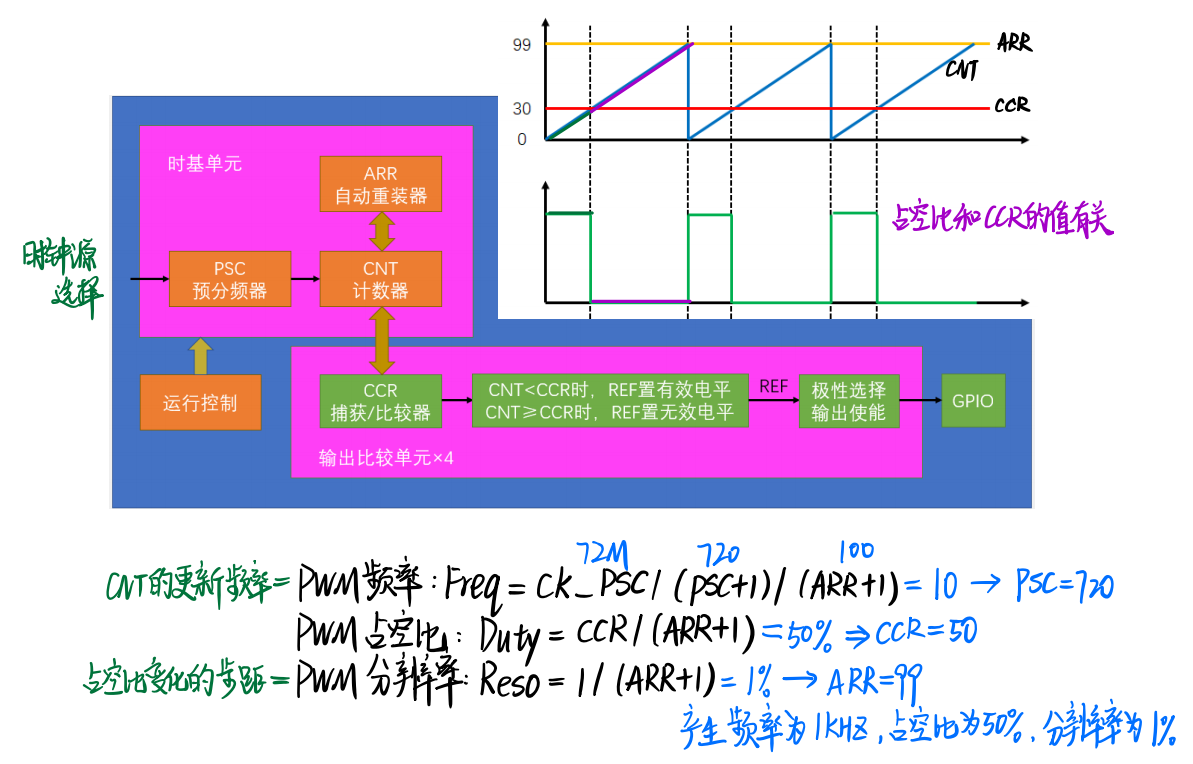 99
ARR
CNT
30
CCR
0
时基单元
ARR
自动重装器
占空比和CCR的值有关
时钟源
选择
PSC
预分频器
CNT
计数器
运行控制
CCR
捕获/比较器
CNT<CCR时，REF置有效电平
CNT≥CCR时，REF置无效电平
REF
极性选择
输出使能
GPIO
输出比较单元×4
72M 720 100
CNT的更新频率=PWM频率:Freq=CK_PSC/(PSC+1)/(ARR+1)=10→PSC=720
PWM占空比:Duty=CCR/(ARR+1)=50%⇒CCR=50
占空比变化的步距=PWM分辨率:Reso=1/(ARR+1)=1%→ARR=99
产生频率为1KHZ,占空比为50%,分辨率为1%